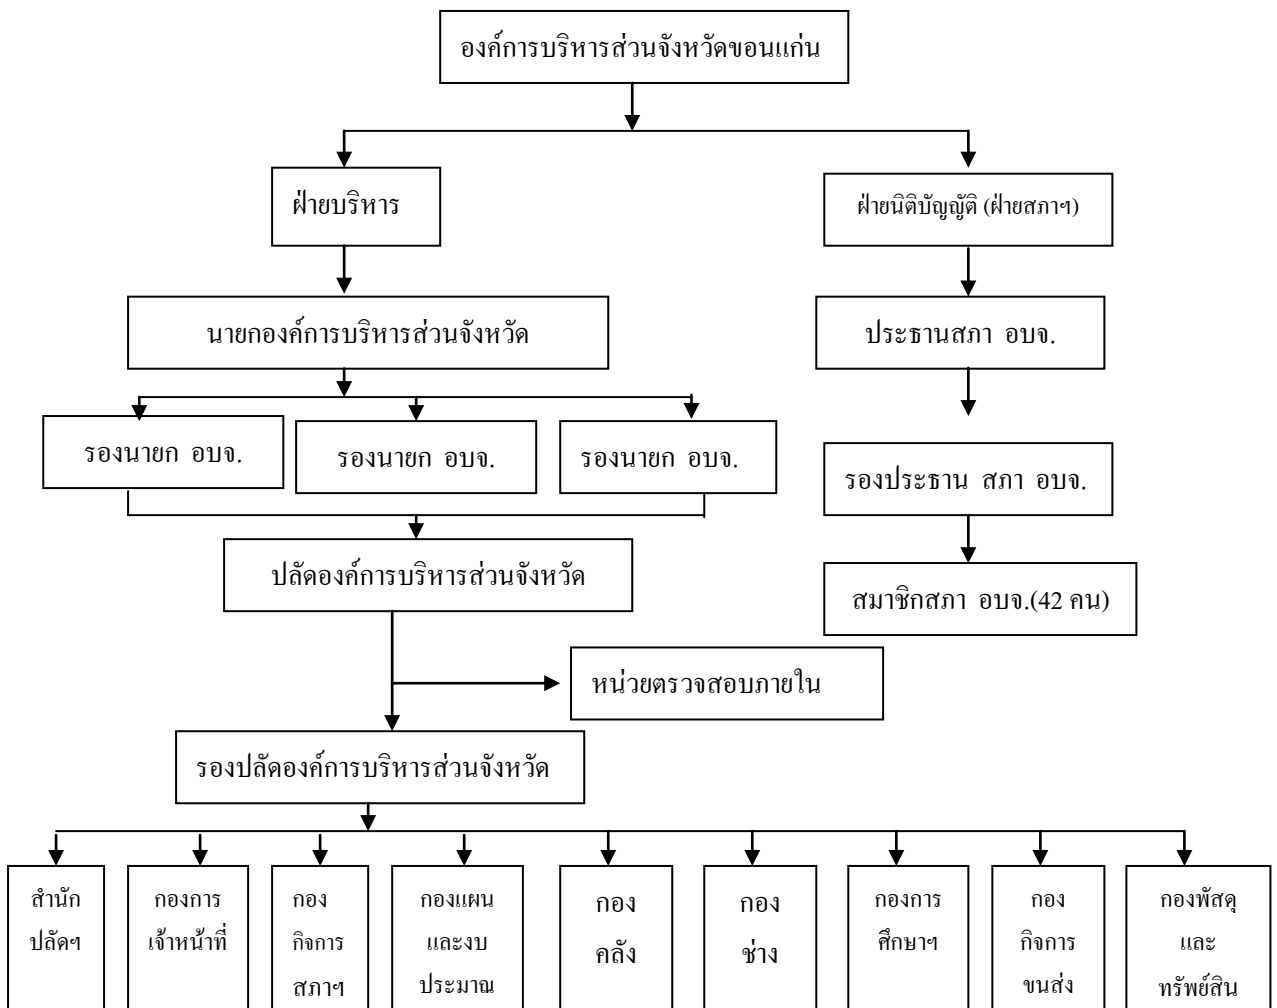 องค์การบริหารส่วนจังหวัดขอนแก่น
ฝ่ายบริหาร
ฝ่ายนิติบัญญัติ (ฝ่ายสภาฯ)
นายกองค์การบริหารส่วนจังหวัด
ประธานสภา อบจ.
รองนายก อบจ.
รองนายก อบจ.
รองนายก อบจ.
รองประธาน สภา อบจ.
ปลัดองค์การบริหารส่วนจังหวัด
สมาชิกสภา อบจ.(42 คน)
หน่วยตรวจสอบภายใน
รองปลัดองค์การบริหารส่วนจังหวัด
สำนัก
ปลัดฯ
กองการ
เจ้าหน้าที่
กอง
กิจการ
สภาฯ
กองแผน
และงบ
ประมาณ
กอง
คลัง
กอง
ช่าง
กองการ
ศึกษาฯ
กอง
กิจการ
ขนส่ง
กองพัสดุ
และ
ทรัพย์สิน